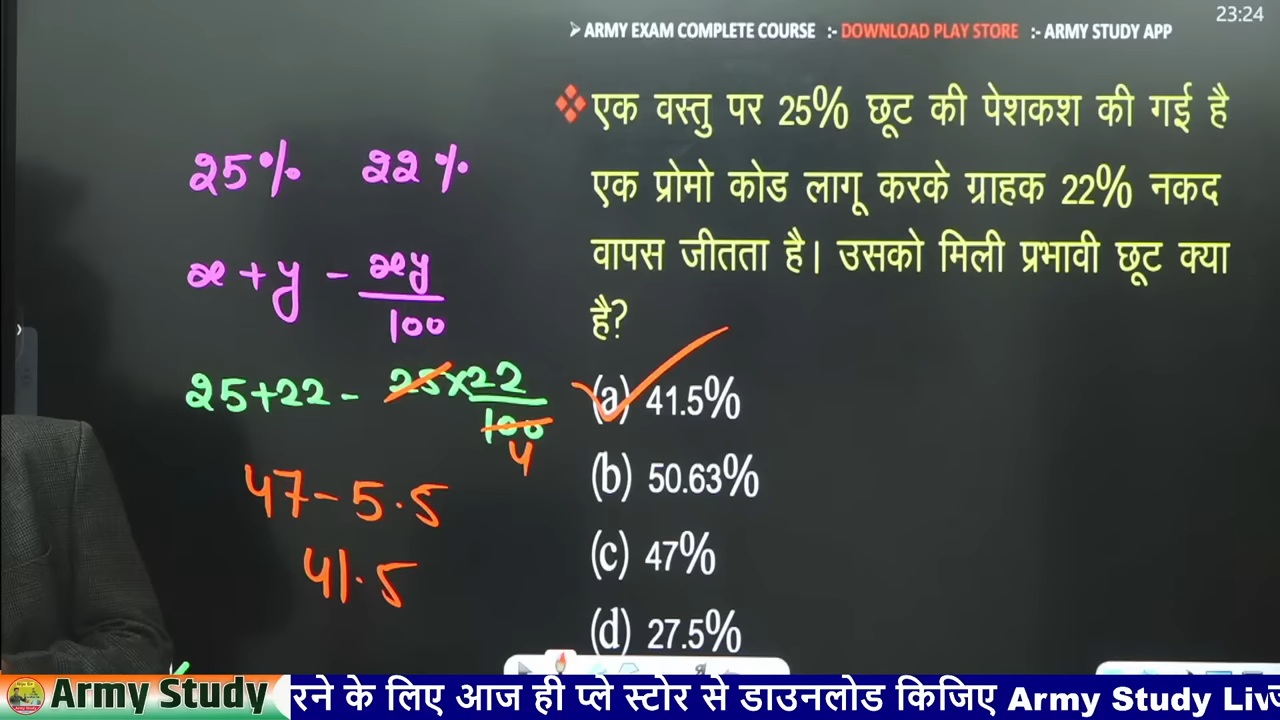 23:24
➢ ARMY EXAM COMPLETE COURSE :- DOWNLOAD PLAY STORE :- ARMY STUDY APP
❖ एक वस्तु पर 25% छूट की पेशकश की गई है
एक प्रोमो कोड लागू करके ग्राहक 22% नकद
वापस जीतता है। उसको मिली प्रभावी छूट क्या
है?
(a) 41.5%
(b) 50.63%
(c) 47%
(d) 27.5%
25% 22%
x + y - xy/100
25+22- 25×22/100
4
47-5.5
41.5
Army Study
रने के लिए आज ही प्ले स्टोर से डाउनलोड किजिए Army Study Liv